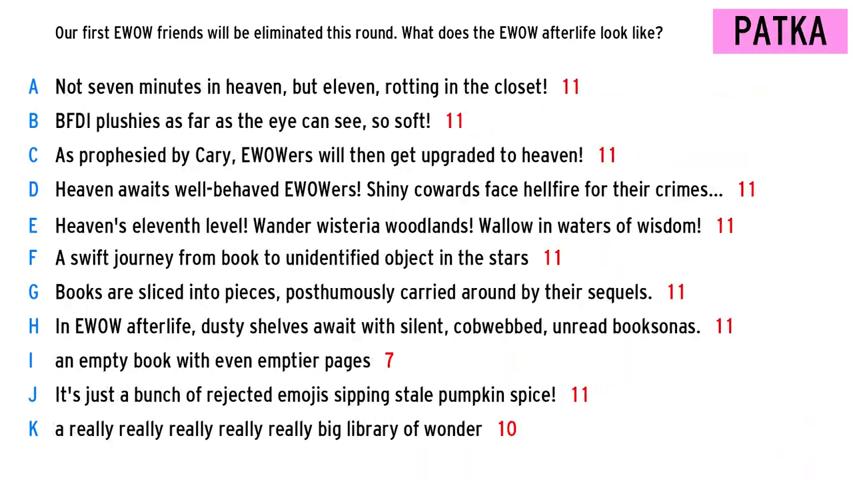 Our first EWOW friends will be eliminated this round. What does the EWOW afterlife look like?
PATKA
A Not seven minutes in heaven, but eleven, rotting in the closet! 11
B BFDI plushies as far as the eye can see, so soft! 11
C As prophesied by Cary, EWOWers will then get upgraded to heaven! 11
D Heaven awaits well-behaved EWOWers! Shiny cowards face hellfire for their crimes... 11
E Heaven's eleventh level! Wander wisteria woodlands! Wallow in waters of wisdom! 11
F A swift journey from book to unidentified object in the stars 11
G Books are sliced into pieces, posthumously carried around by their sequels. 11
H In EWOW afterlife, dusty shelves await with silent, cobwebbed, unread booksonas. 11
I an empty book with even emptier pages 7
J It's just a bunch of rejected emojis sipping stale pumpkin spice! 11
K a really really really really really big library of wonder 10